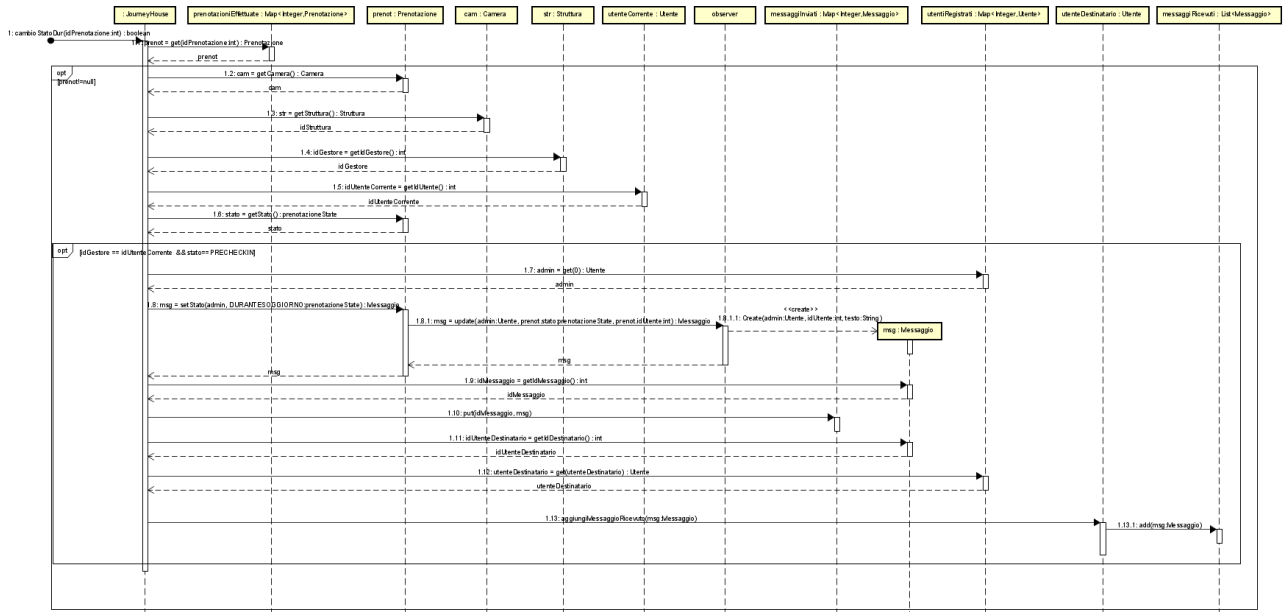 : JourneyHouse
prenotazioniEffettuate : Map<Integer,Prenotazione>
prenot : Prenotazione
cam : Camera
str : Struttura
utenteCorrente : Utente
observer
messaggiInviati : Map<Integer,Messaggio>
utentiRegistrati : Map<Integer,Utente>
utenteDestinatario : Utente
messaggiRicevuti : List<Messaggio>
1: cambioStatoDur(idPrenotazione:int) : boolean
1.1: prenot = get(idPrenotazione:int) : Prenotazione
prenot
opt
[prenot!=null]
1.2: cam = getCamera() : Camera
cam
1.3: str = getStruttura() : Struttura
idStruttura
1.4: idGestore = getIdGestore() : int
idGestore
1.5: idUtenteCorrente = getIdUtente() : int
idUtenteCorrente
1.6: stato = getStato() : prenotazioneState
stato
opt
[idGestore == idUtenteCorrente && stato== PRECHECKIN]
1.7: admin = get(0) : Utente
admin
1.8: msg = setStato(admin, DURANTESOGGIORNO:prenotazioneState) : Messaggio
<<create>>
1.8.1: msg = update(admin:Utente, prenot.stato:prenotazioneState, prenot.idUtente:int) : Messaggio
1.8.1.1: Create(admin:Utente, idUtente:int, testo:String)
msg : Messaggio
msg
msg
1.9: idMessaggio = getIdMessaggio() : int
idMessaggio
1.10: put(idMessaggio, msg)
1.11: idUtenteDestinatario = getIdDestinatario() : int
idUtenteDestinatario
1.12: utenteDestinatario = get(utenteDestinatario) : Utente
utenteDestinatario
1.13: aggiungiMessaggioRicevuto(msg:Messaggio)
1.13.1: add(msg:Messaggio)